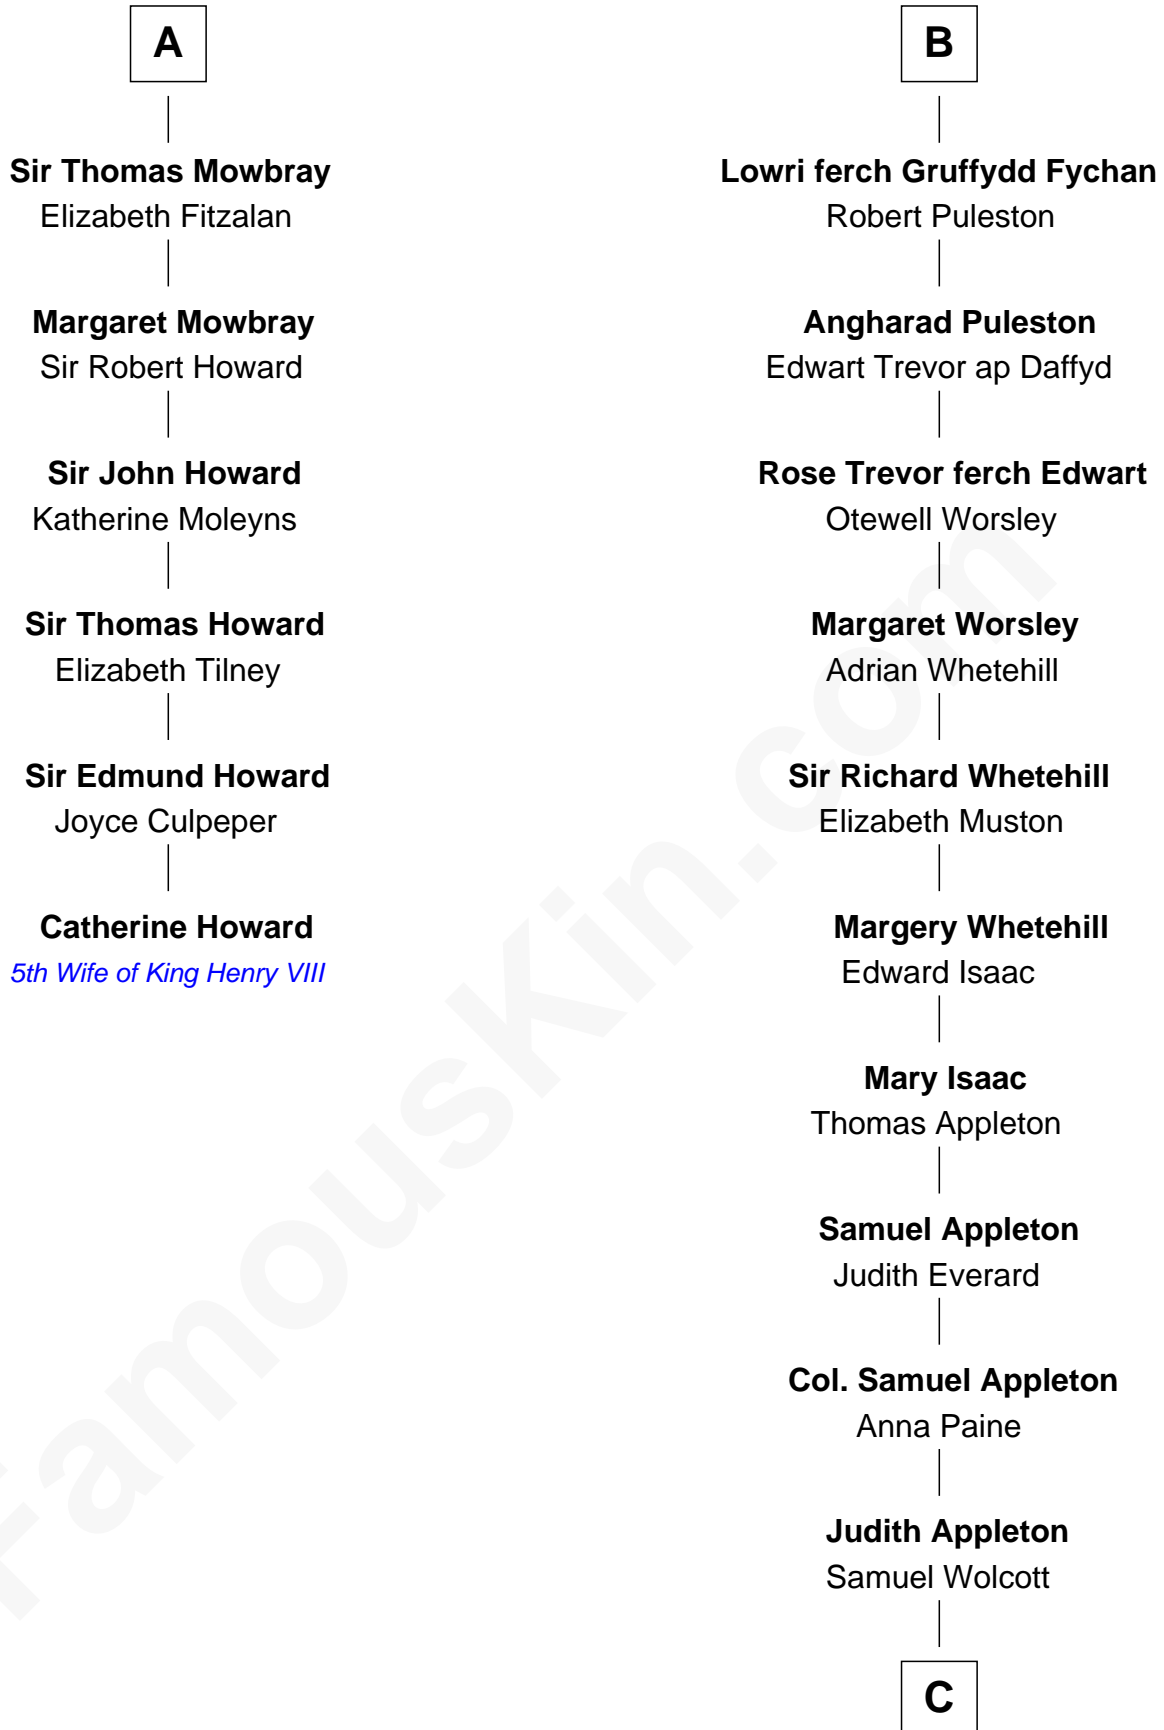 A
Sir Thomas Mowbray
Elizabeth Fitzalan
Margaret Mowbray
Sir Robert Howard
Sir John Howard
Katherine Moleyns
Sir Thomas Howard
Elizabeth Tilney
Sir Edmund Howard
Joyce Culpeper
Catherine Howard
5th Wife of King Henry VIII
B
Lowri ferch Gruffydd Fychan
Robert Puleston
Angharad Puleston
Edwart Trevor ap Daffyd
Rose Trevor ferch Edwart
Otewell Worsley
Margaret Worsley
Adrian Whetehill
Sir Richard Whetehill
Elizabeth Muston
Margery Whetehill
Edward Isaac
Mary Isaac
Thomas Appleton
Samuel Appleton
Judith Everard
Col. Samuel Appleton
Anna Paine
Judith Appleton
Samuel Wolcott
C
FamousKin.com